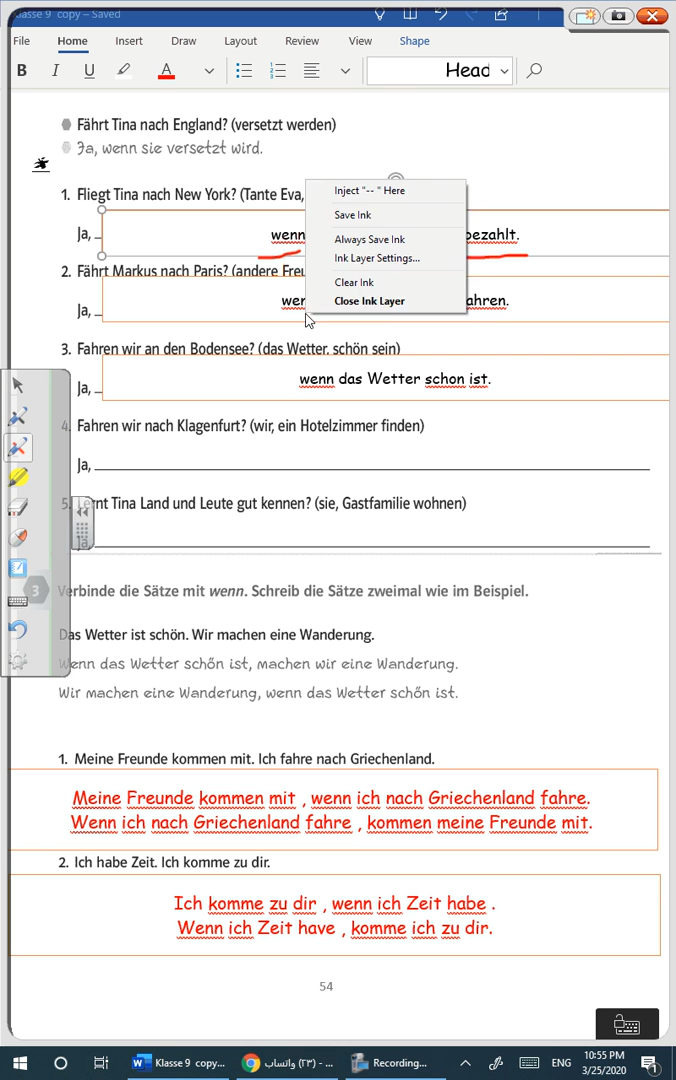 Klasse 9 copy – Saved
File Home Insert Draw Layout Review View Shape
B I U A Head
Fährt Tina nach England? (versetzt werden)
Ja, wenn sie versetzt wird.
1. Fliegt Tina nach New York? (Tante Eva,
Ja, wenn bezahlt.
2. Fährt Markus nach Paris? (andere
Ja,
3. Fahren wir an den Bodensee? (das Wetter, schön sein)
Ja, wenn das Wetter schon ist.
4. Fahren wir nach Klagenfurt? (wir, ein Hotelzimmer finden)
Ja,
5. Lernt Tina Land und Leute gut kennen? (sie, Gastfamilie wohnen)
Ja,
Inject "-- " Here
Save Ink
Always Save Ink
Ink Layer Settings...
Clear Ink
Close Ink Layer
3 Verbinde die Sätze mit wenn. Schreib die Sätze zweimal wie im Beispiel.
Das Wetter ist schön. Wir machen eine Wanderung.
Wenn das Wetter schön ist, machen wir eine Wanderung.
Wir machen eine Wanderung, wenn das Wetter schön ist.
1. Meine Freunde kommen mit. Ich fahre nach Griechenland.
Meine Freunde kommen mit , wenn ich nach Griechenland fahre.
Wenn ich nach Griechenland fahre , kommen meine Freunde mit.
2. Ich habe Zeit. Ich komme zu dir.
Ich komme zu dir , wenn ich Zeit habe .
Wenn ich Zeit have , komme ich zu dir.
54
Klasse 9 copy... (٢٣) واتساب - ... Recording... ENG 10:55 PM
3/25/2020